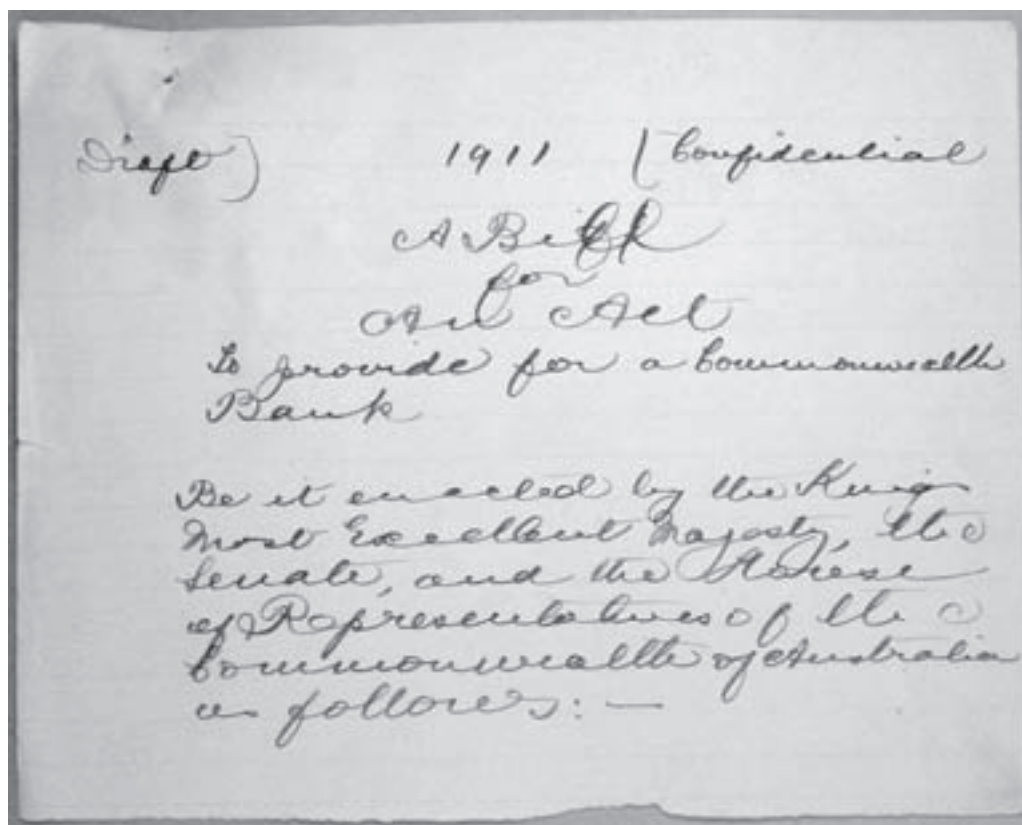 Draft) 1911 (Confidential
A Bill
for
An Act
to provide for a Commonwealth
Bank
Be it enacted by the King
Most Excellent Majesty, the
Senate, and the House
of Representatives of the
Commonwealth of Australia
as follows: —